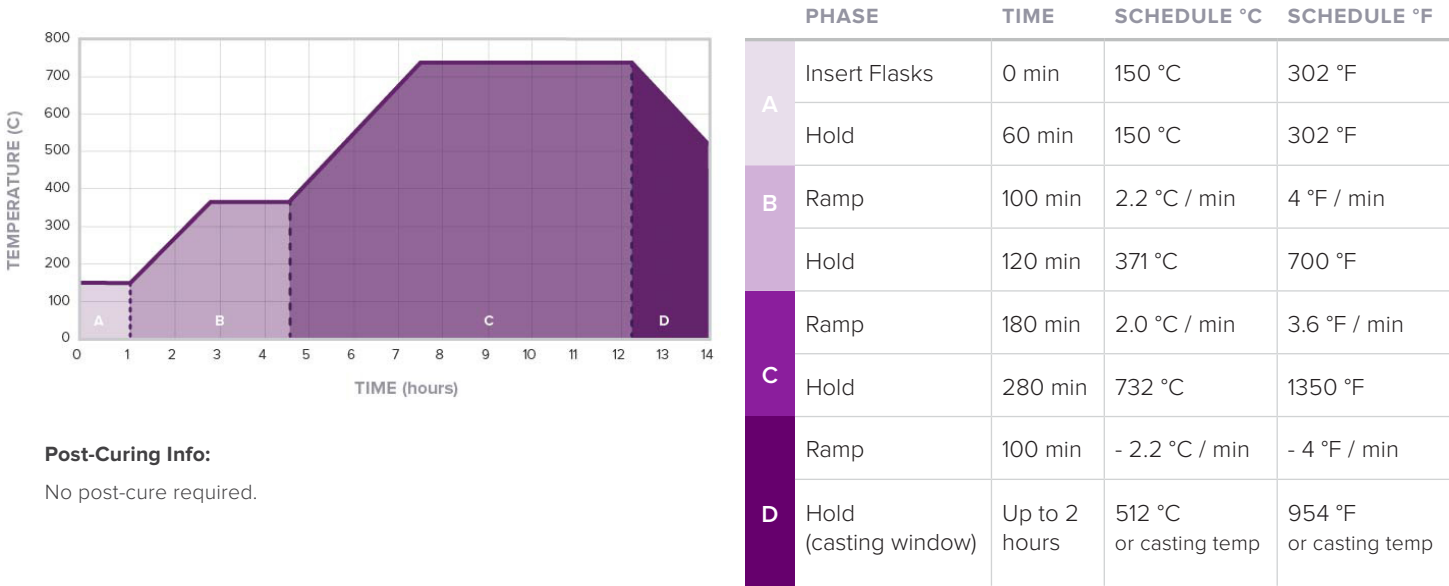 800
700
600
500
400
300
200
100
0
TEMPERATURE (C)
A
B
C
D
0 1 2 3 4 5 6 7 8 9 10 11 12 13 14
TIME (hours)
Post-Curing Info:
No post-cure required.
PHASE TIME SCHEDULE °C SCHEDULE °F
A
Insert Flasks 0 min 150 °C 302 °F
Hold 60 min 150 °C 302 °F
B
Ramp 100 min 2.2 °C / min 4 °F / min
Hold 120 min 371 °C 700 °F
C
Ramp 180 min 2.0 °C / min 3.6 °F / min
Hold 280 min 732 °C 1350 °F
D
Ramp 100 min - 2.2 °C / min - 4 °F / min
Hold Up to 2 512 °C 954 °F
(casting window) hours or casting temp or casting temp